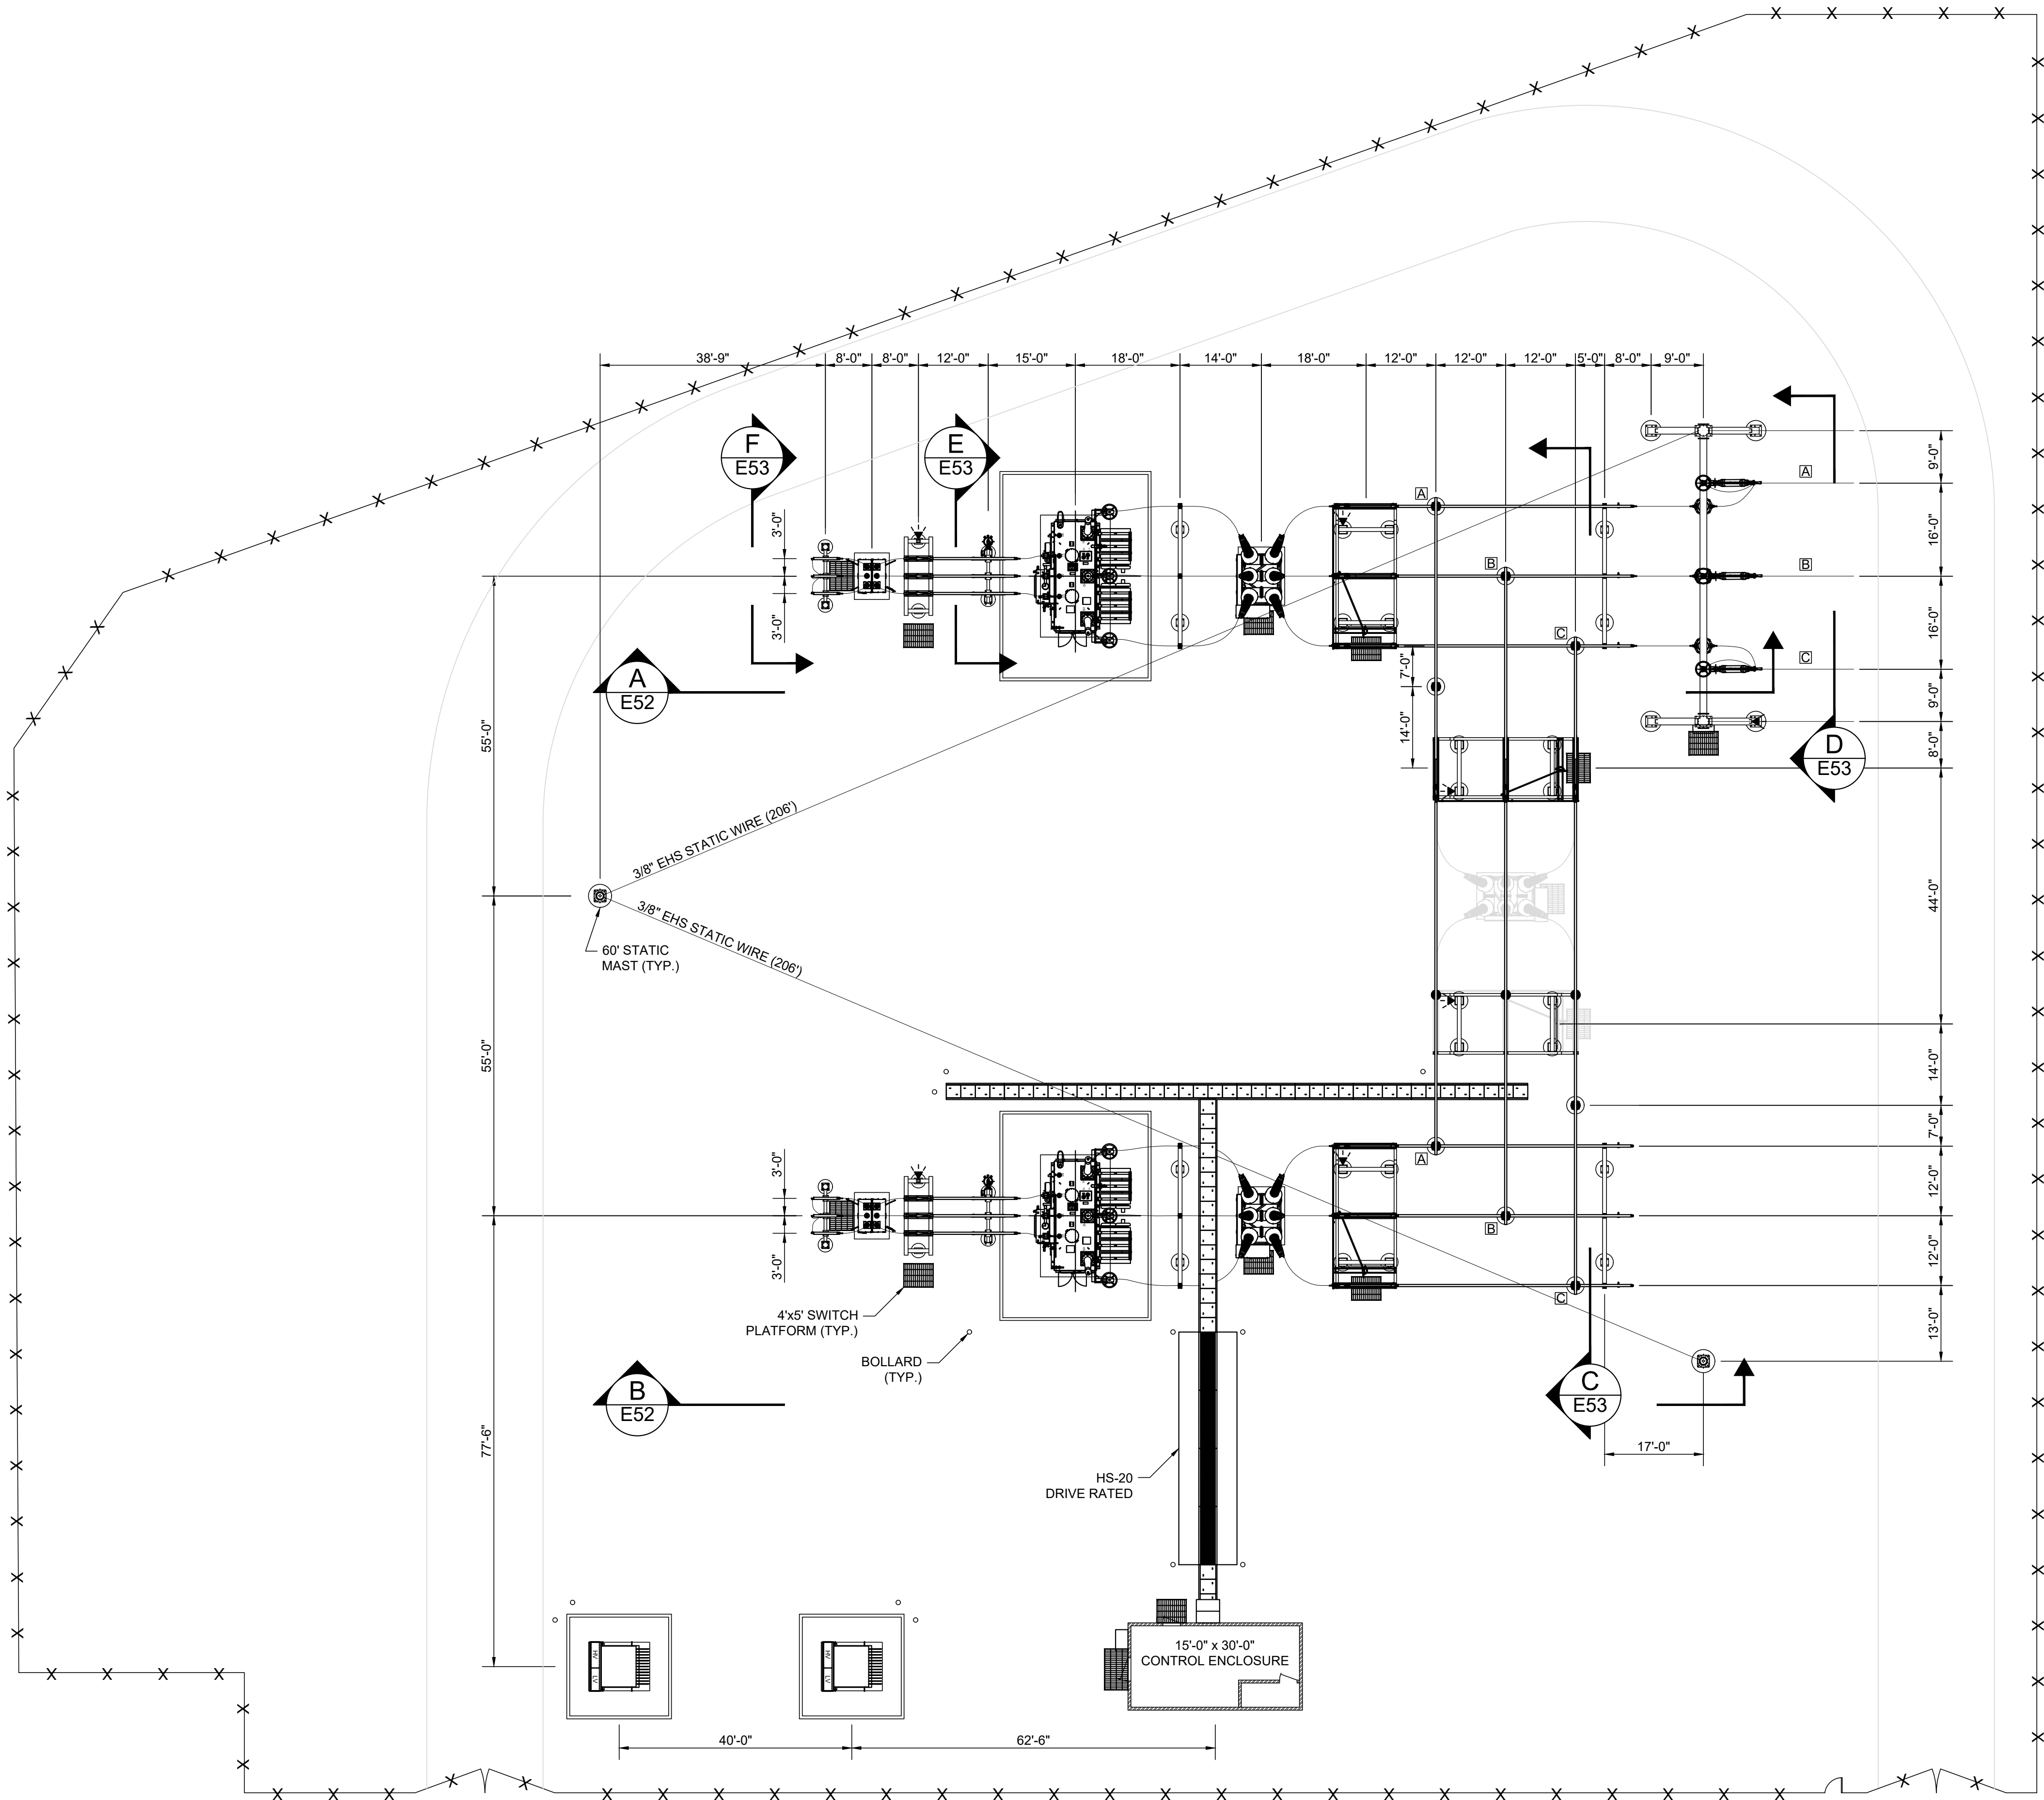 38'-9"
8'-0"
8'-0"
12'-0"
15'-0"
18'-0"
14'-0"
18'-0"
12'-0"
12'-0"
12'-0"
5'-0"
8'-0"
9'-0"
F
E53
E
E53
9'-0"
A
A
16'-0"
3'-0"
B
B
16'-0"
3'-0"
C
C
A
E52
7'-0"
9'-0"
55'-0"
14'-0"
8'-0"
D
E53
3/8" EHS STATIC WIRE (206')
44'-0"
3/8" EHS STATIC WIRE (206')
60' STATIC
MAST (TYP.)
55'-0"
14'-0"
7'-0"
A
3'-0"
12'-0"
B
3'-0"
12'-0"
C
4'x5' SWITCH
PLATFORM (TYP.)
13'-0"
BOLLARD
(TYP.)
B
E52
C
E53
77'-6"
17'-0"
HS-20
DRIVE RATED
HV
LV
HV
LV
15'-0" x 30'-0"
CONTROL ENCLOSURE
40'-0"
62'-6"